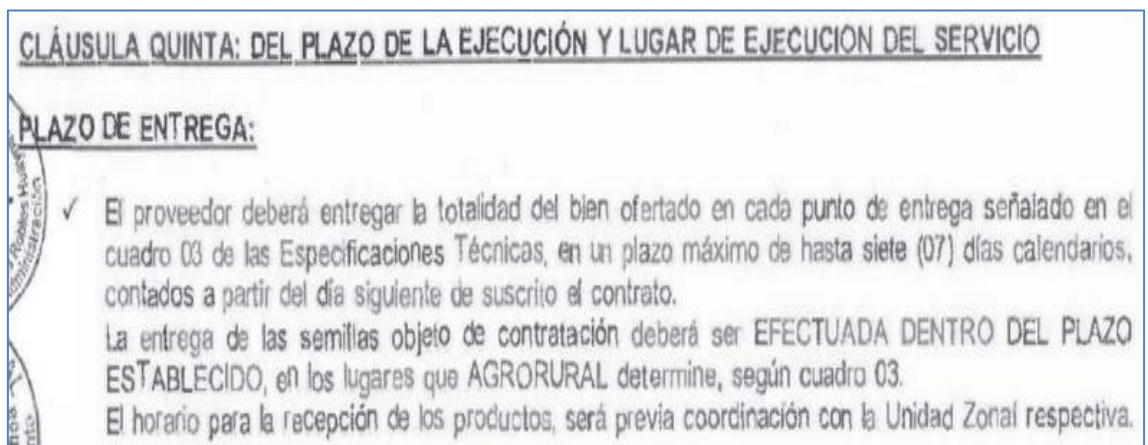 CLÁUSULA QUINTA: DEL PLAZO DE LA EJECUCIÓN Y LUGAR DE EJECUCION DEL SERVICIO
PLAZO DE ENTREGA:
✓ El proveedor deberá entregar la totalidad del bien ofertado en cada punto de entrega señalado en el
cuadro 03 de las Especificaciones Técnicas, en un plazo máximo de hasta siete (07) días calendarios,
contados a partir del día siguiente de suscrito el contrato.
La entrega de las semillas objeto de contratación deberá ser EFECTUADA DENTRO DEL PLAZO
ESTABLECIDO, en los lugares que AGRORURAL determine, según cuadro 03.
El horario para la recepción de los productos, será previa coordinación con la Unidad Zonal respectiva.